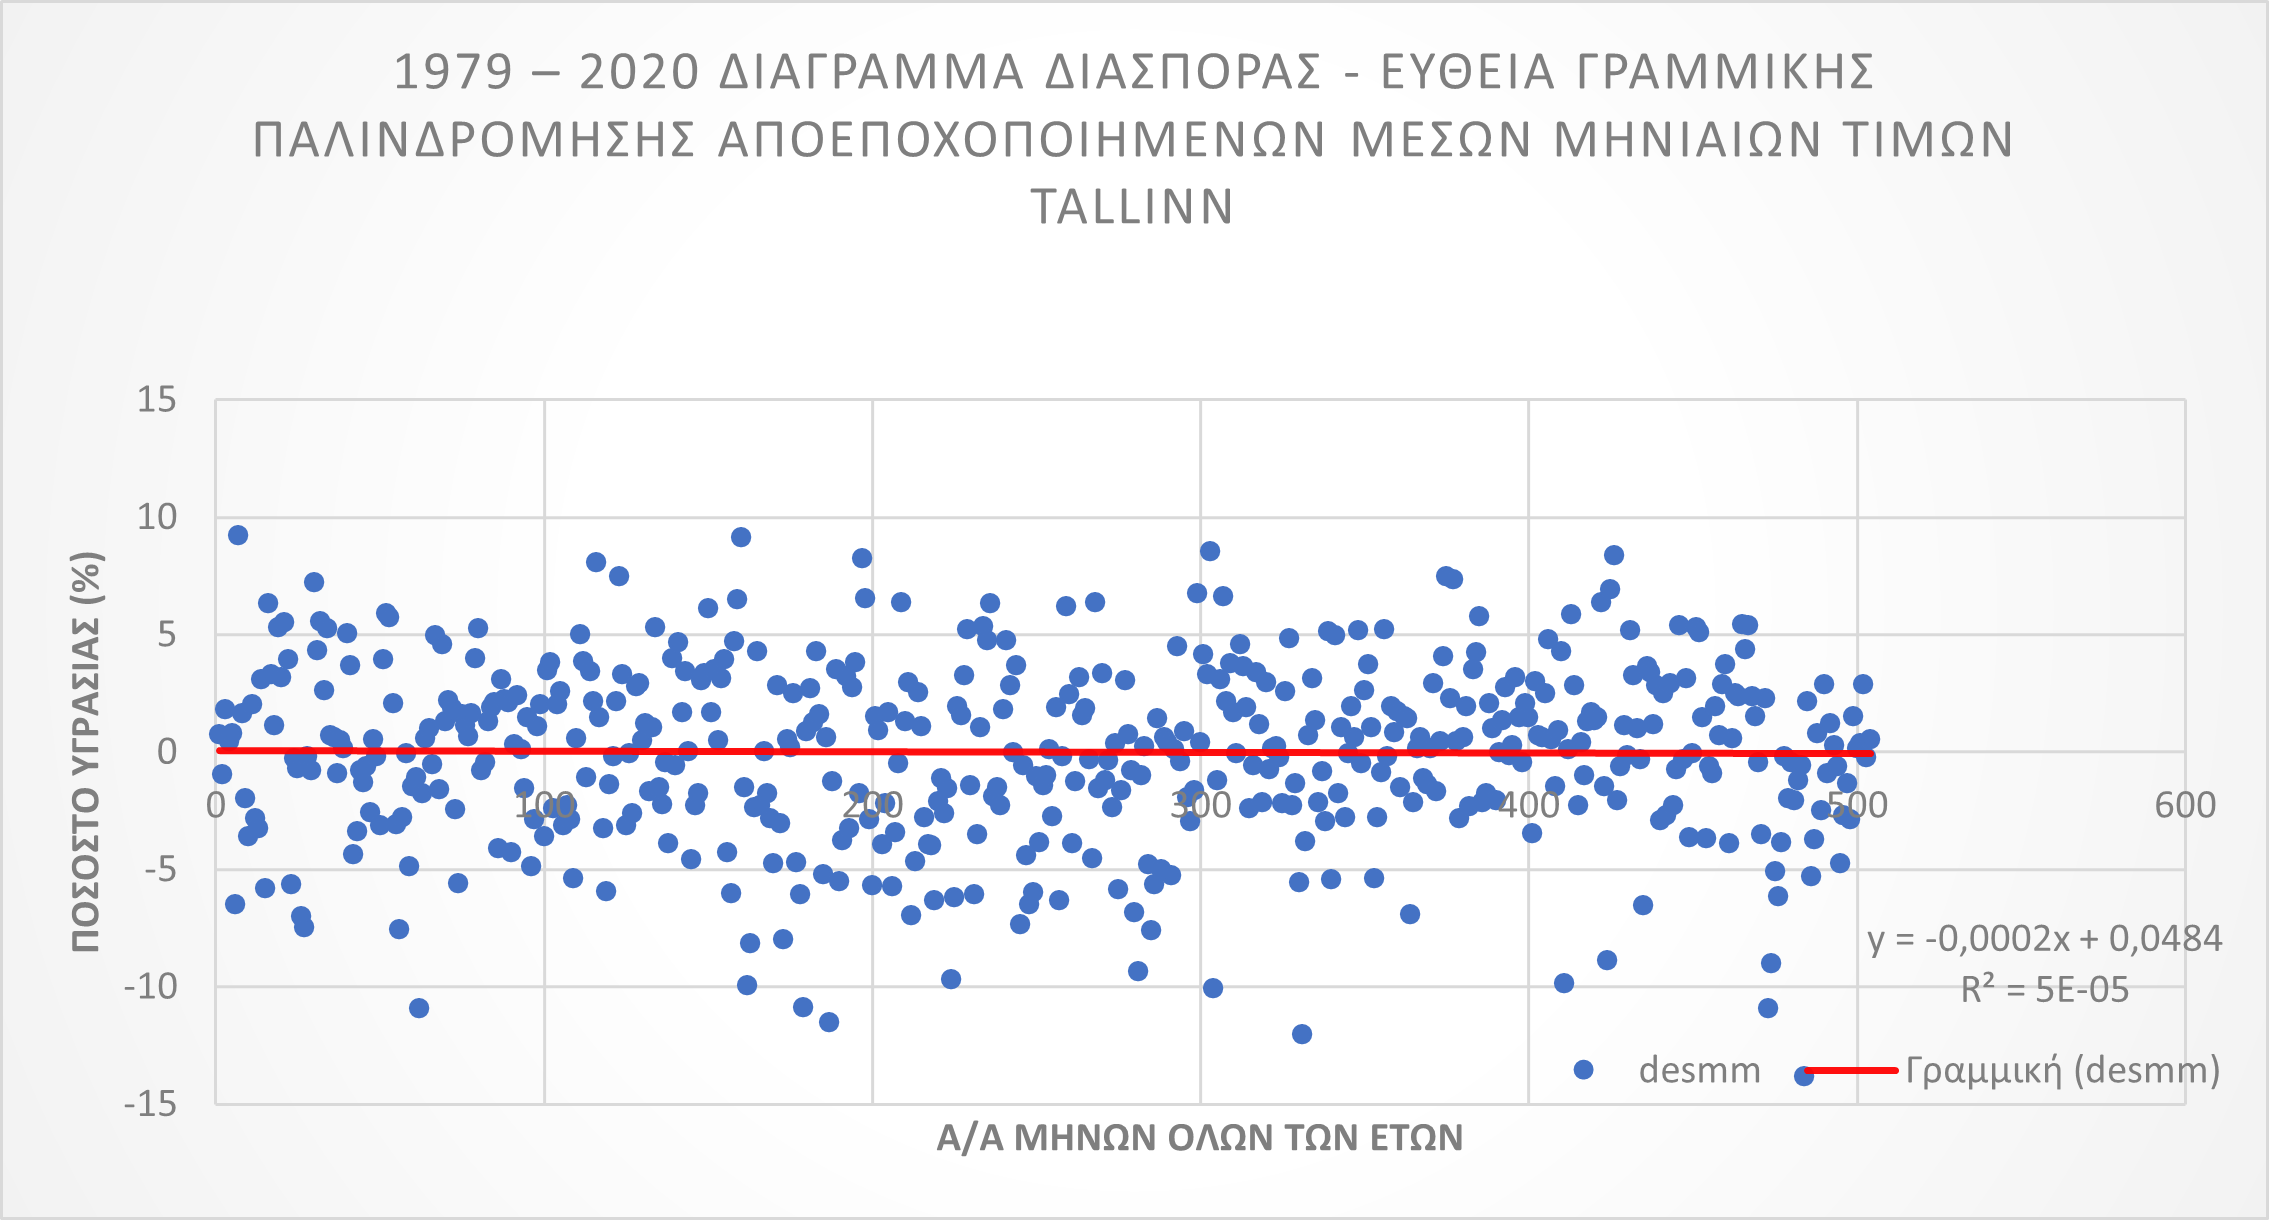 1979 – 2020 ΔΙΑΓΡΑΜΜΑ ΔΙΑΣΠΟΡΑΣ - ΕΥΘΕΙΑ ΓΡΑΜΜΙΚΗΣ
ΠΑΛΙΝΔΡΟΜΗΣΗΣ ΑΠΟΕΠΟΧΟΠΟΙΗΜΕΝΩΝ ΜΕΣΩΝ ΜΗΝΙΑΙΩΝ ΤΙΜΩΝ
TALLINN
15
10
5
0
-5
-10
-15
0
100
200
300
400
500
600
ΠΟΣΟΣΤΟ ΥΓΡΑΣΙΑΣ (%)
y = -0,0002x + 0,0484
R² = 5E-05
desmm
Γραμμική (desmm)
Α/Α ΜΗΝΩΝ ΟΛΩΝ ΤΩΝ ΕΤΩΝ